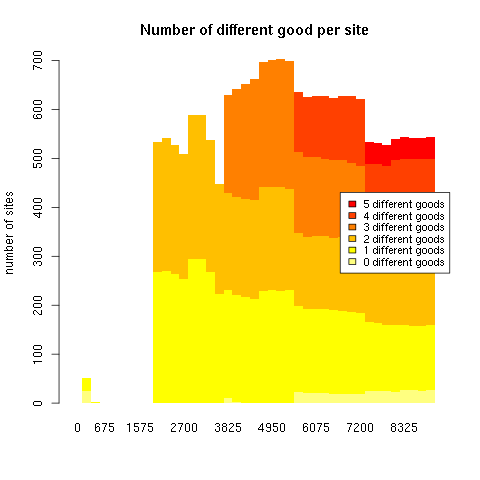 Number of different good per site
number of sites
700
600
500
400
300
200
100
0
5 different goods
4 different goods
3 different goods
2 different goods
1 different goods
0 different goods
0 675 1575 2700 3825 4950 6075 7200 8325